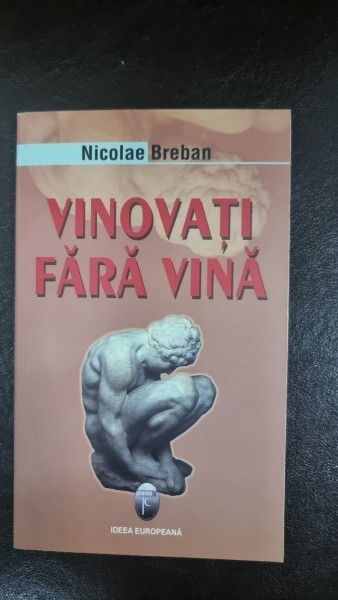 Nicolae Breban
VINOVAȚI
FĂRĂ VINĂ
IDEEA EUROPEANĂ